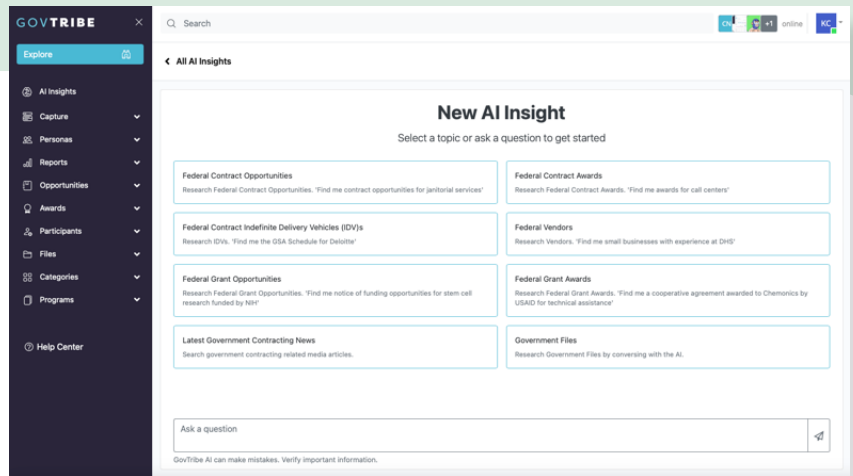 GOVTRIBE
Search
CN
+1
online
KC
Explore
All AI Insights
AI Insights
Capture
Personas
Reports
Opportunities
Awards
Participants
Files
Categories
Programs
Help Center
New AI Insight
Select a topic or ask a question to get started
Federal Contract Opportunities
Research Federal Contract Opportunities. 'Find me contract opportunities for janitorial services'
Federal Contract Awards
Research Federal Contract Awards. 'Find me awards for call centers'
Federal Contract Indefinite Delivery Vehicles (IDV)s
Research IDVs. 'Find me the GSA Schedule for Deloitte'
Federal Vendors
Research Vendors. 'Find me small businesses with experience at DHS'
Federal Grant Opportunities
Research Federal Grant Opportunities. 'Find me notice of funding opportunities for stem cell
research funded by NIH'
Federal Grant Awards
Research Federal Grant Awards. 'Find me a cooperative agreement awarded to Chemonics by
USAID for technical assistance'
Latest Government Contracting News
Search government contracting related media articles.
Government Files
Research Government Files by conversing with the AI.
Ask a question
GovTribe AI can make mistakes. Verify important information.